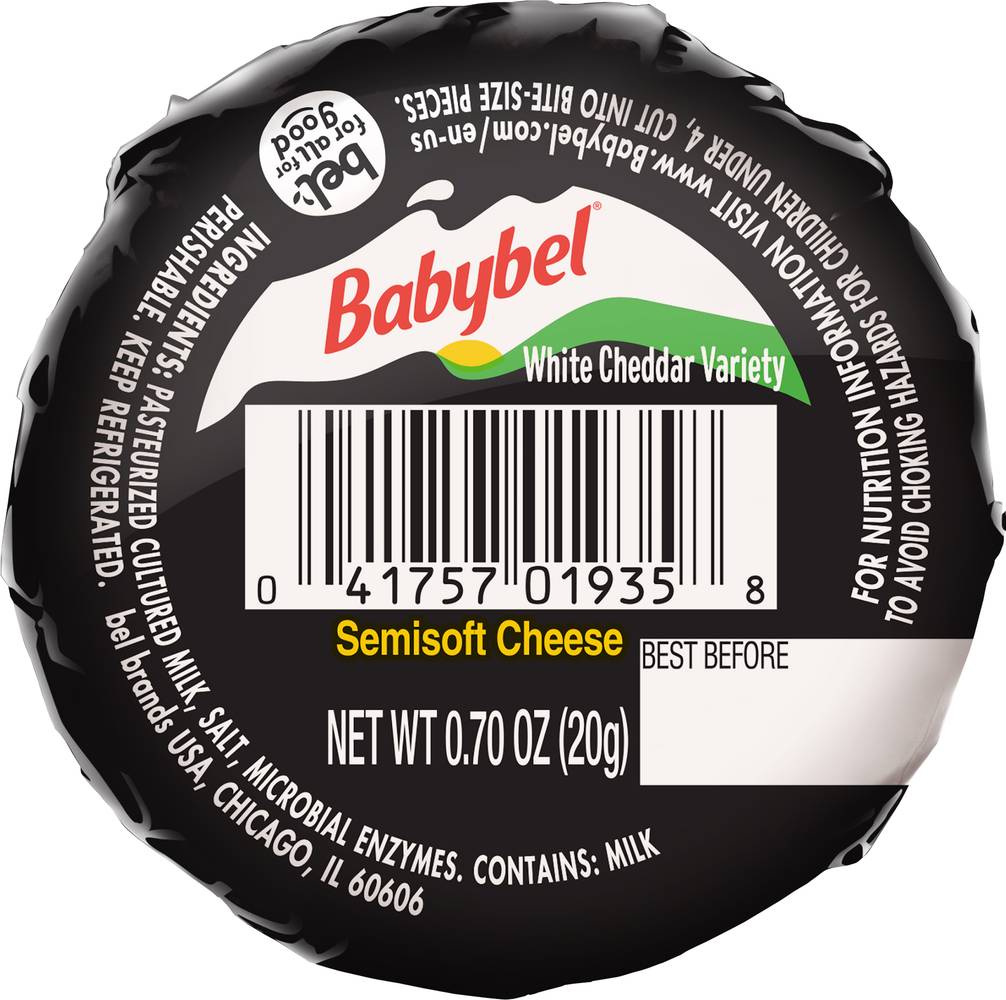 bel
for all for
good
Babybel®
White Cheddar Variety
0 41757 01935 8
Semisoft Cheese
BEST BEFORE
NET WT 0.70 OZ (20g)
INGREDIENTS: PASTEURIZED CULTURED MILK, SALT, MICROBIAL ENZYMES. CONTAINS: MILK
PERISHABLE. KEEP REFRIGERATED. bel brands USA, CHICAGO, IL 60606
FOR NUTRITION INFORMATION VISIT www.Babybel.com/en-us
TO AVOID CHOKING HAZARDS FOR CHILDREN UNDER 4, CUT INTO BITE-SIZE PIECES.